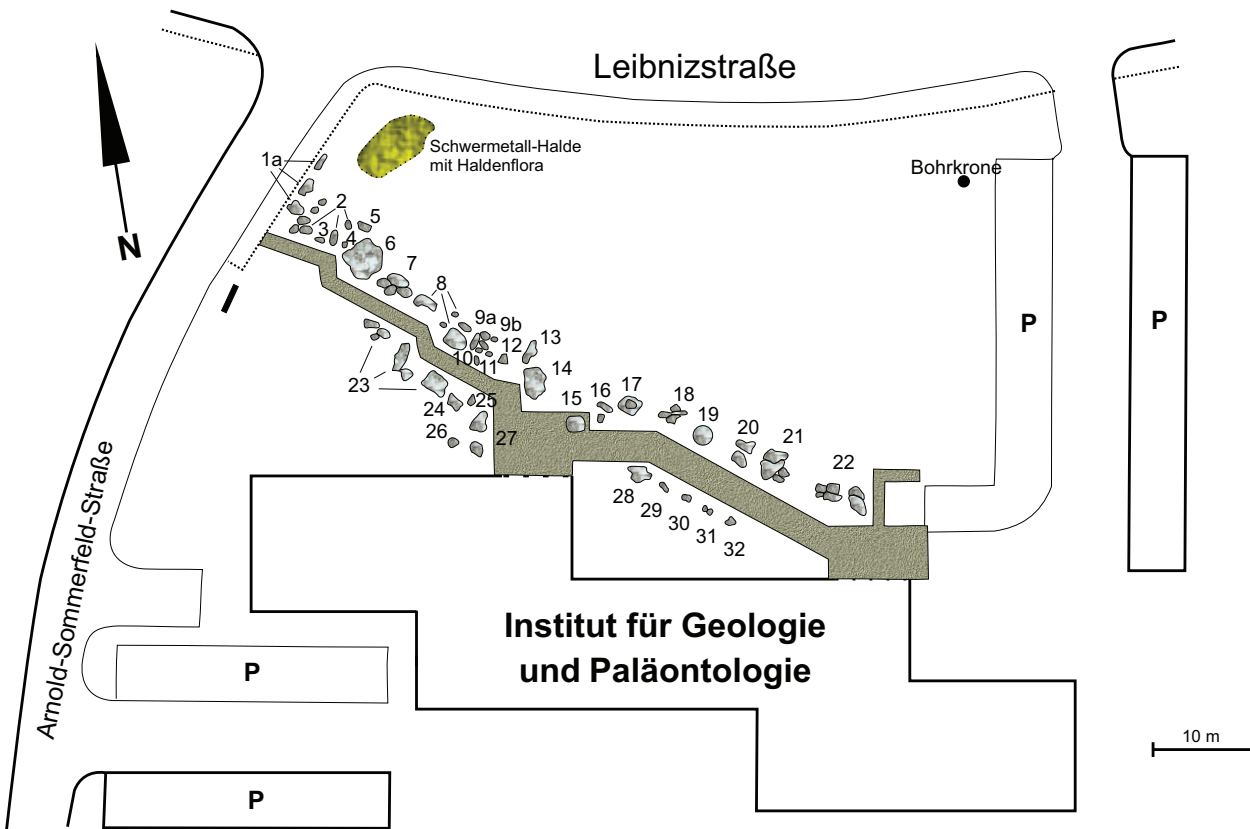 Leibnizstraße
Schwermetall-Halde
mit Haldenflora
Bohrkrone
N
1a
2
3
4
5
6
7
8
9a
9b
10
11
12
13
14
15
16
17
18
19
20
21
22
23
24
25
26
27
28
29
30
31
32
P
P
Arnold-Sommerfeld-Straße
Institut für Geologie
und Paläontologie
P
P
10 m